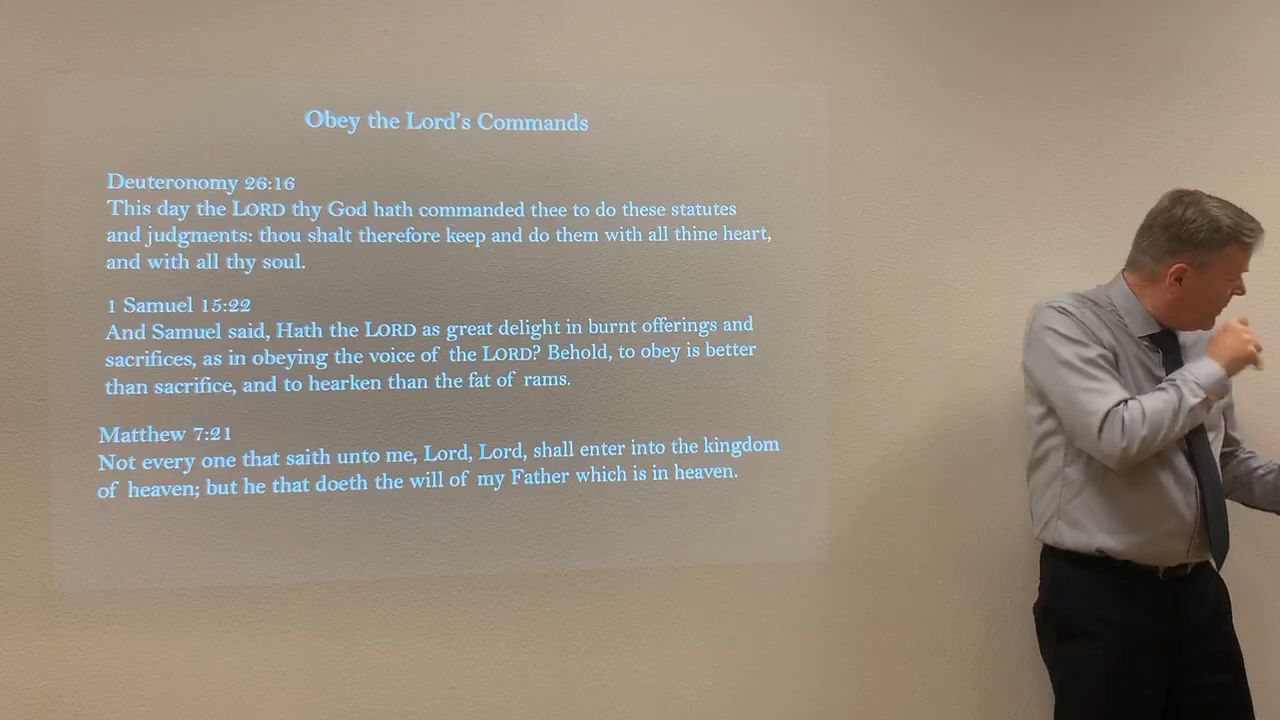 Obey the Lord's Commands
Deuteronomy 26:16
This day the LORD thy God hath commanded thee to do these statutes
and judgments: thou shalt therefore keep and do them with all thine heart,
and with all thy soul.
1 Samuel 15:22
And Samuel said, Hath the LORD as great delight in burnt offerings and
sacrifices, as in obeying the voice of the LORD? Behold, to obey is better
than sacrifice, and to hearken than the fat of rams.
Matthew 7:21
Not every one that saith unto me, Lord, Lord, shall enter into the kingdom
of heaven; but he that doeth the will of my Father which is in heaven.